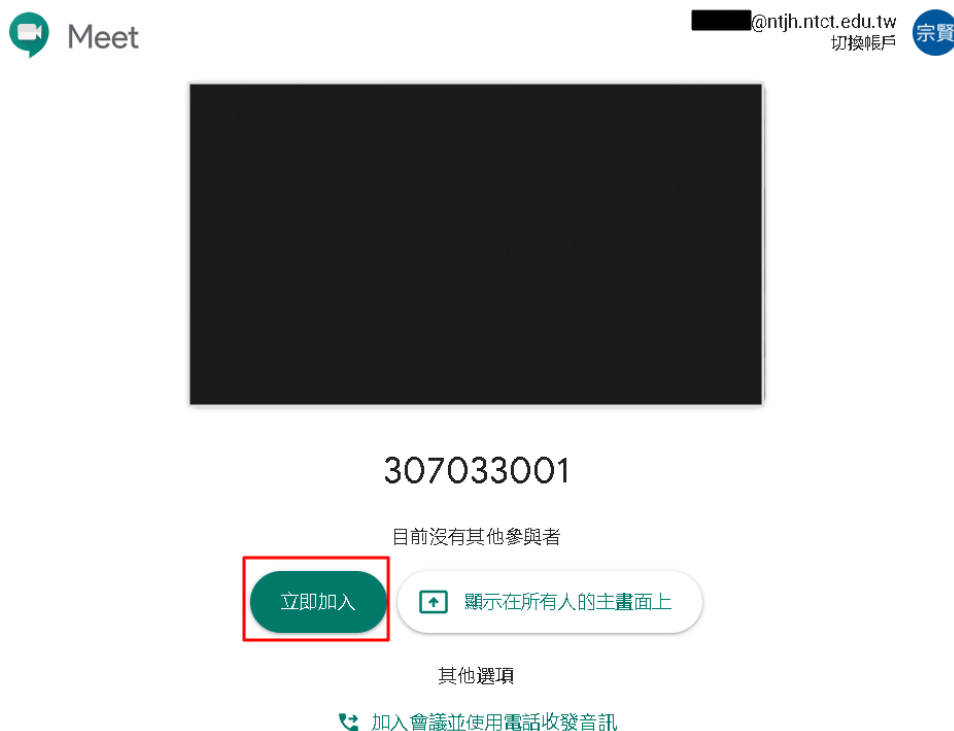 Meet
@ntjh.ntct.edu.tw
切換帳戶
宗賢
307033001
目前沒有其他參與者
立即加入
顯示在所有人的主畫面上
其他選項
加入會議並使用電話收發音訊